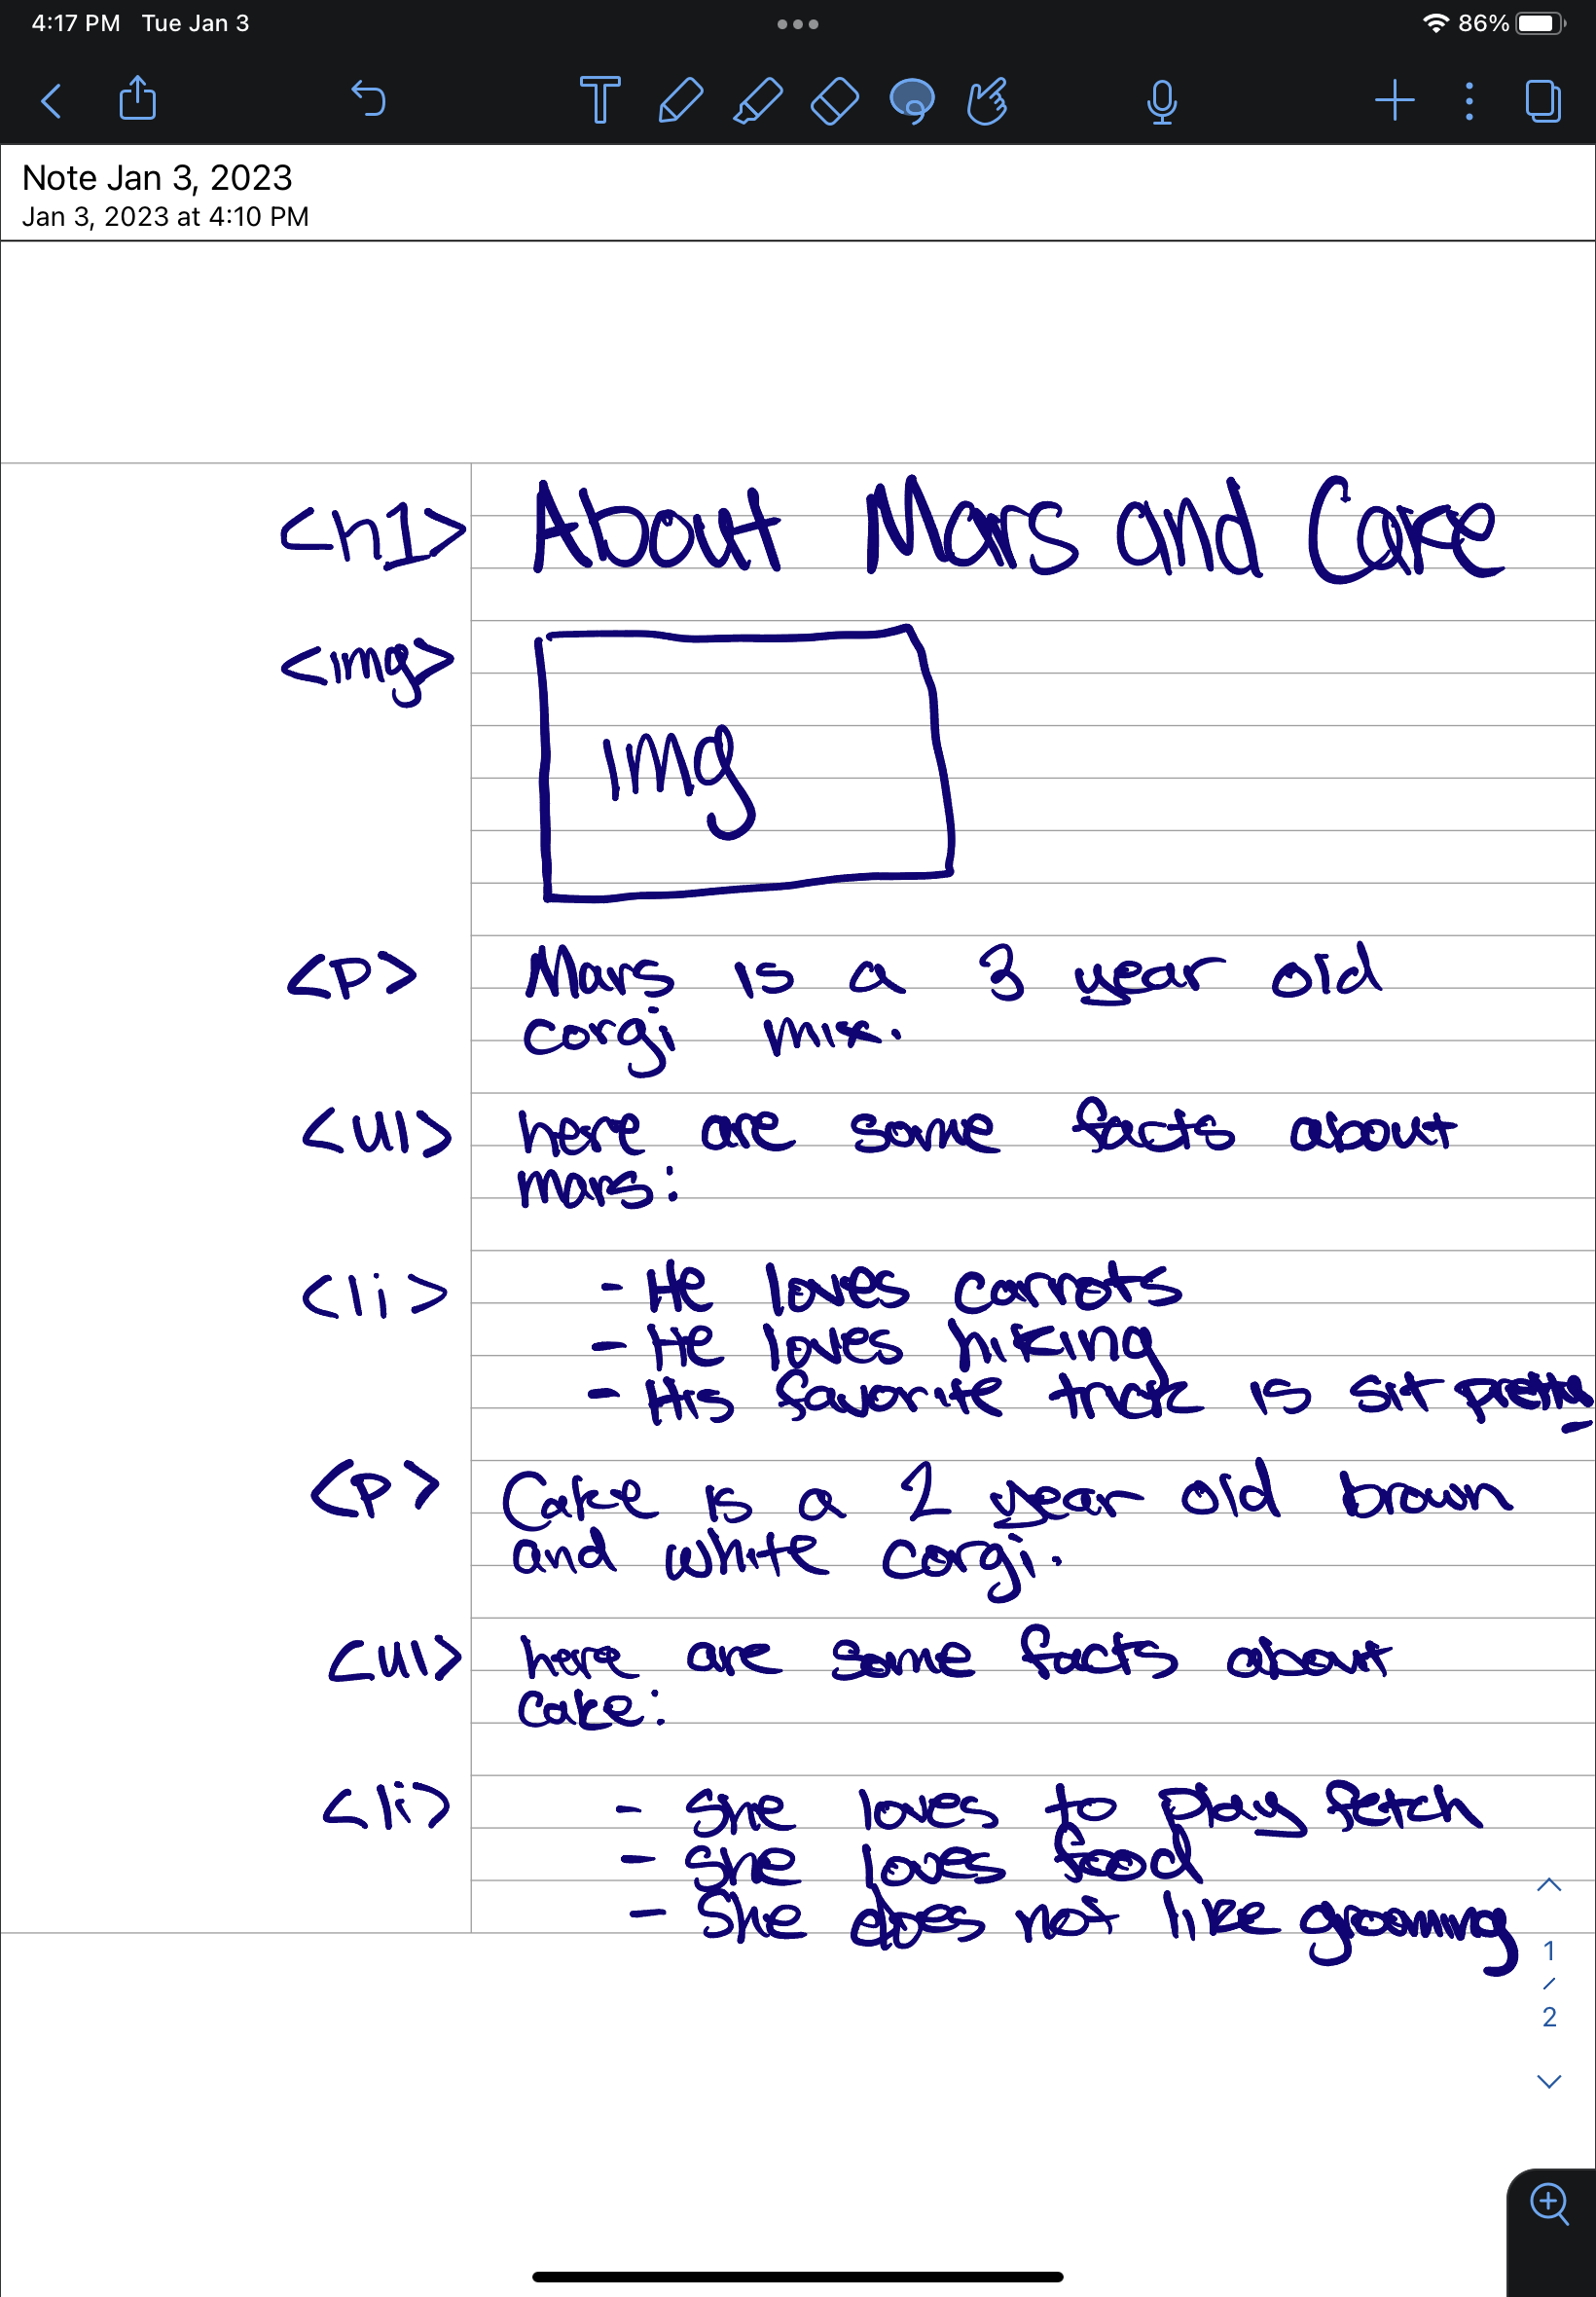 4:17 PM Tue Jan 3
86%
Note Jan 3, 2023
Jan 3, 2023 at 4:10 PM
<h1> About Mars and Cake
<img>
img
<p> Mars is a 3 year old
corgi mix.
<ul> here are some facts about
mars:
<li> - He loves carrots
- He loves hiking
- His favorite trick is sit pretty
<p> Cake is a 2 year old brown
and white corgi.
<ul> here are some facts about
cake:
<li> - She loves to play fetch
- She loves food
- She does not like grooming
1
/
2